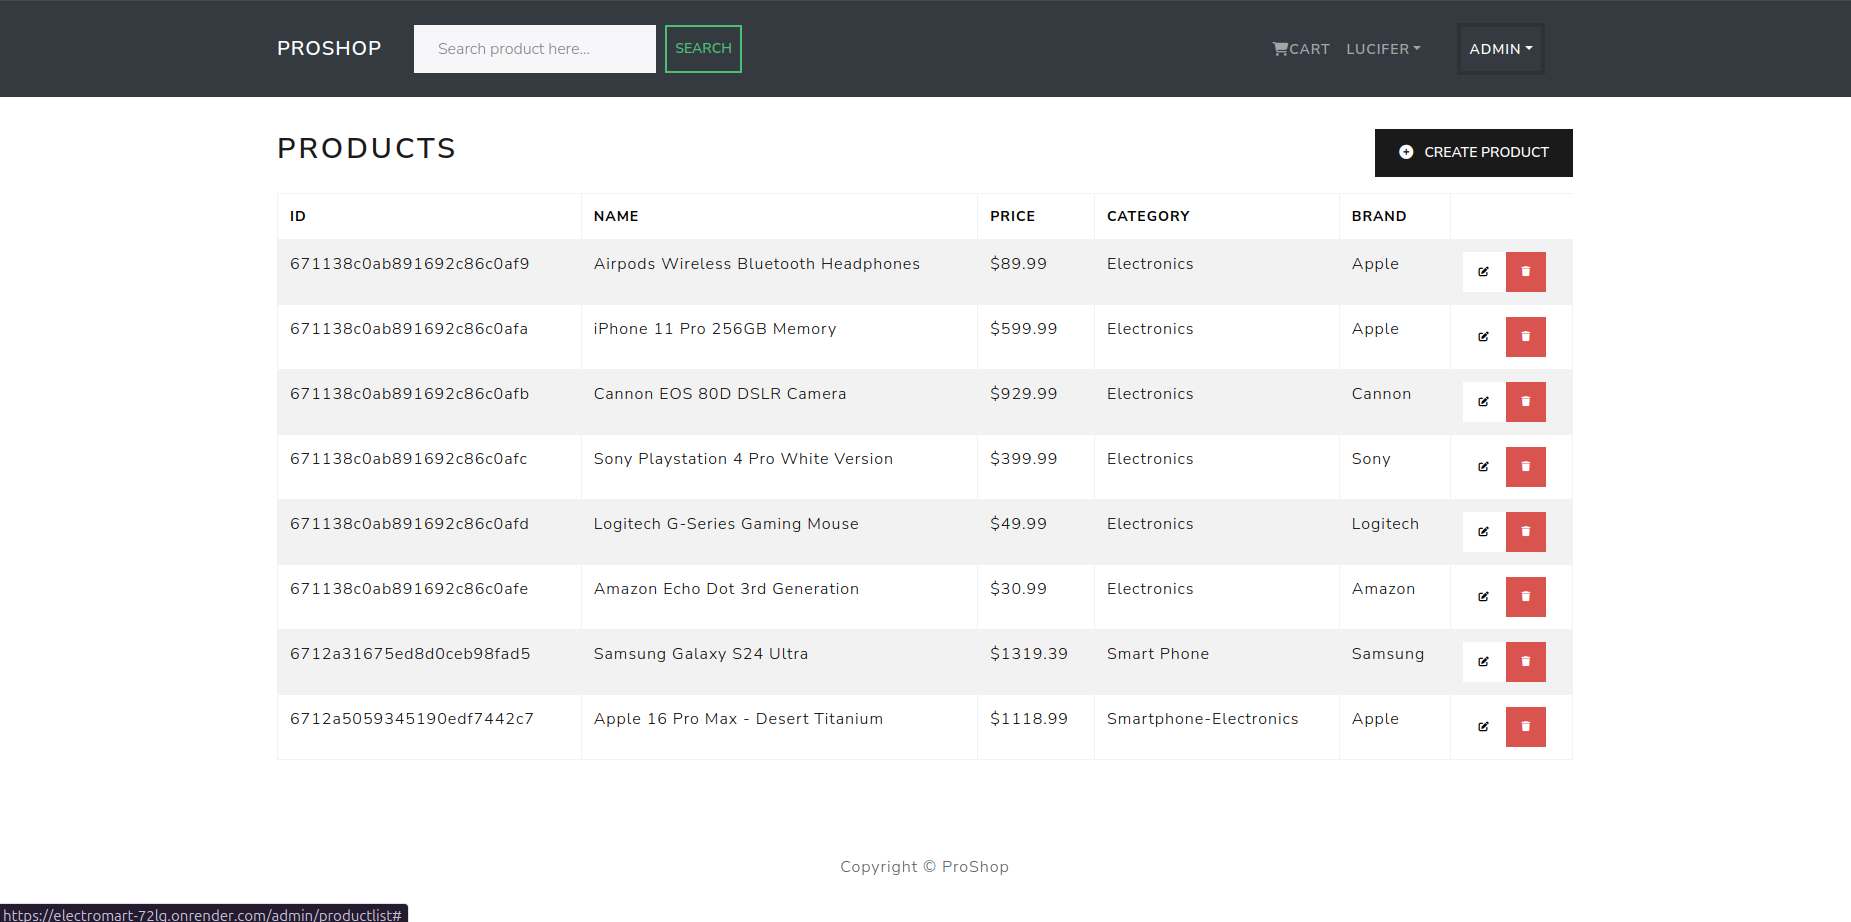 PROSHOP Search product here... SEARCH CART LUCIFER ADMIN
PRODUCTS CREATE PRODUCT
ID NAME PRICE CATEGORY BRAND
671138c0ab891692c86c0af9 Airpods Wireless Bluetooth Headphones $89.99 Electronics Apple
671138c0ab891692c86c0afa iPhone 11 Pro 256GB Memory $599.99 Electronics Apple
671138c0ab891692c86c0afb Cannon EOS 80D DSLR Camera $929.99 Electronics Cannon
671138c0ab891692c86c0afc Sony Playstation 4 Pro White Version $399.99 Electronics Sony
671138c0ab891692c86c0afd Logitech G-Series Gaming Mouse $49.99 Electronics Logitech
671138c0ab891692c86c0afe Amazon Echo Dot 3rd Generation $30.99 Electronics Amazon
6712a31675ed8d0ceb98fad5 Samsung Galaxy S24 Ultra $1319.39 Smart Phone Samsung
6712a5059345190edf7442c7 Apple 16 Pro Max - Desert Titanium $1118.99 Smartphone-Electronics Apple
Copyright © ProShop
https://electromart-72lq.onrender.com/admin/productlist#